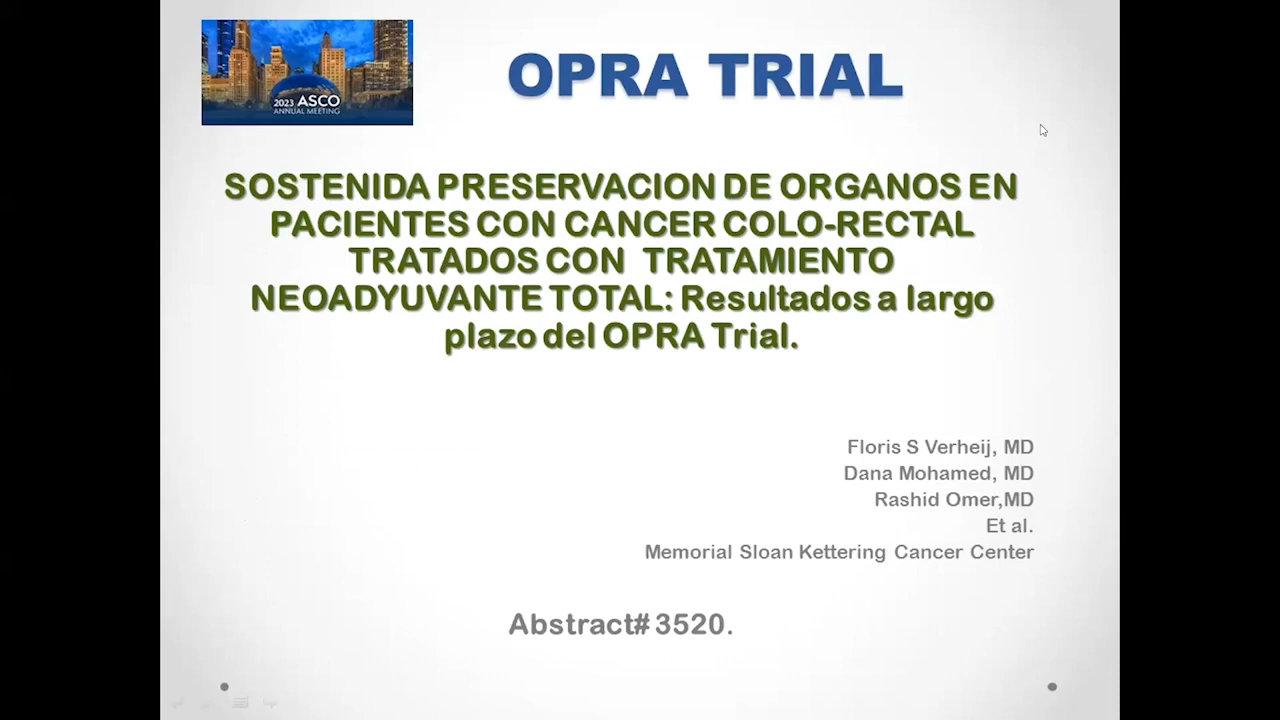 2023 ASCO
ANNUAL MEETING
OPRA TRIAL
SOSTENIDA PRESERVACION DE ORGANOS EN
PACIENTES CON CANCER COLO-RECTAL
TRATADOS CON TRATAMIENTO
NEOADYUVANTE TOTAL: Resultados a largo
plazo del OPRA Trial.
Floris S Verheij, MD
Dana Mohamed, MD
Rashid Omer,MD
Et al.
Memorial Sloan Kettering Cancer Center
Abstract# 3520.